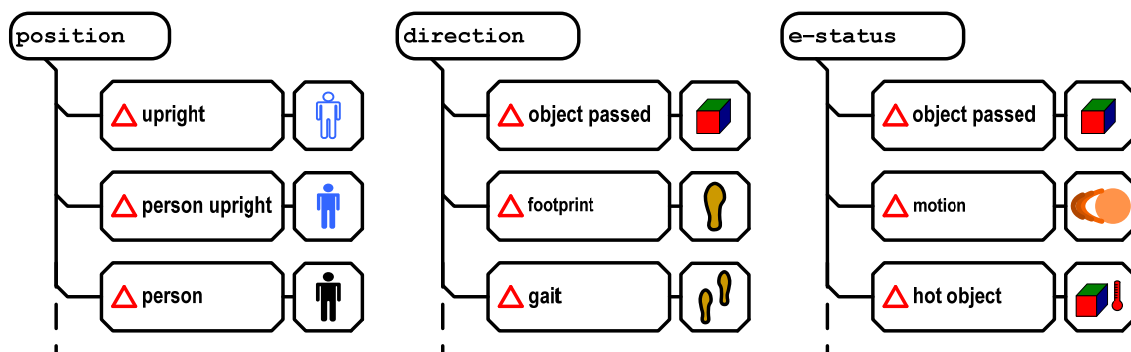 position
upright
person upright
person
direction
object passed
footprint
gait
e-status
object passed
motion
hot object